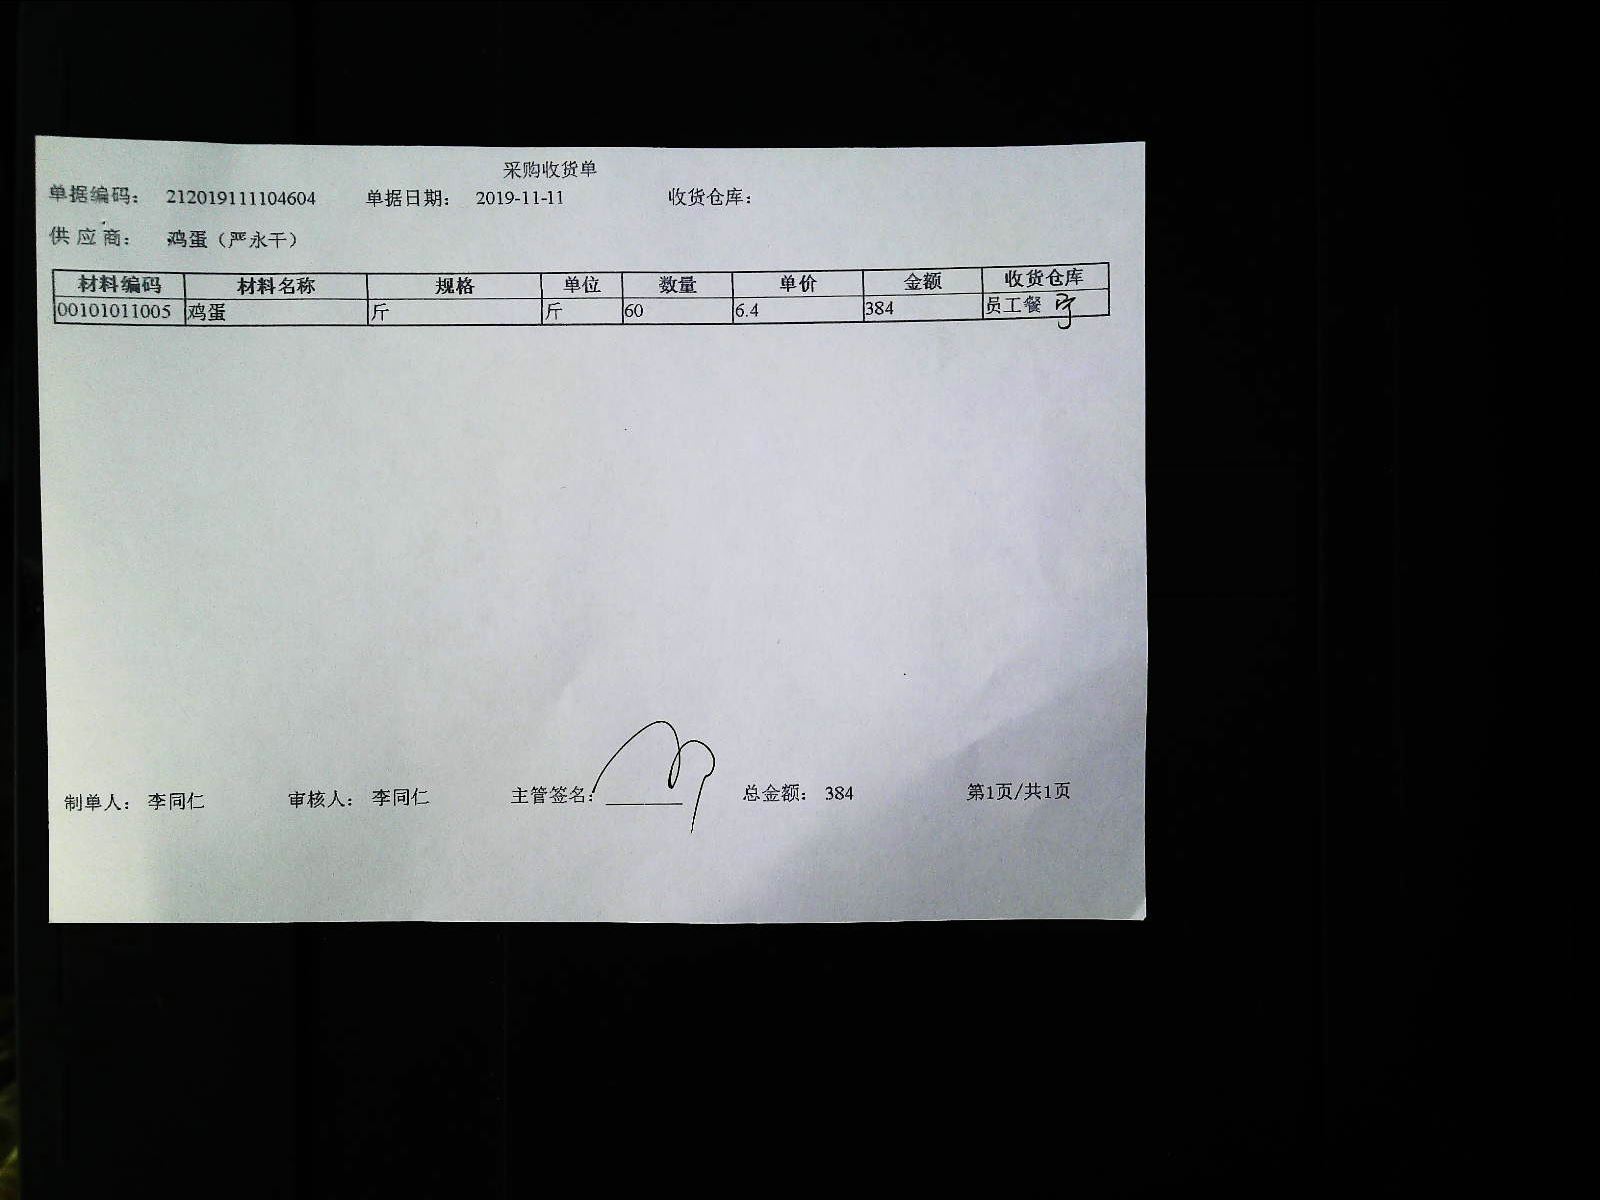 采购收货单
单据编码： 212019111104604 单据日期： 2019-11-11 收货仓库：
供应商： 鸡蛋（严永干）
材料编码 材料名称 规格 单位 数量 单价 金额 收货仓库
00101011005 鸡蛋 斤 斤 60 6.4 384 员工餐
制单人： 李同仁 审核人： 李同仁 主管签名： 总金额： 384 第1页/共1页